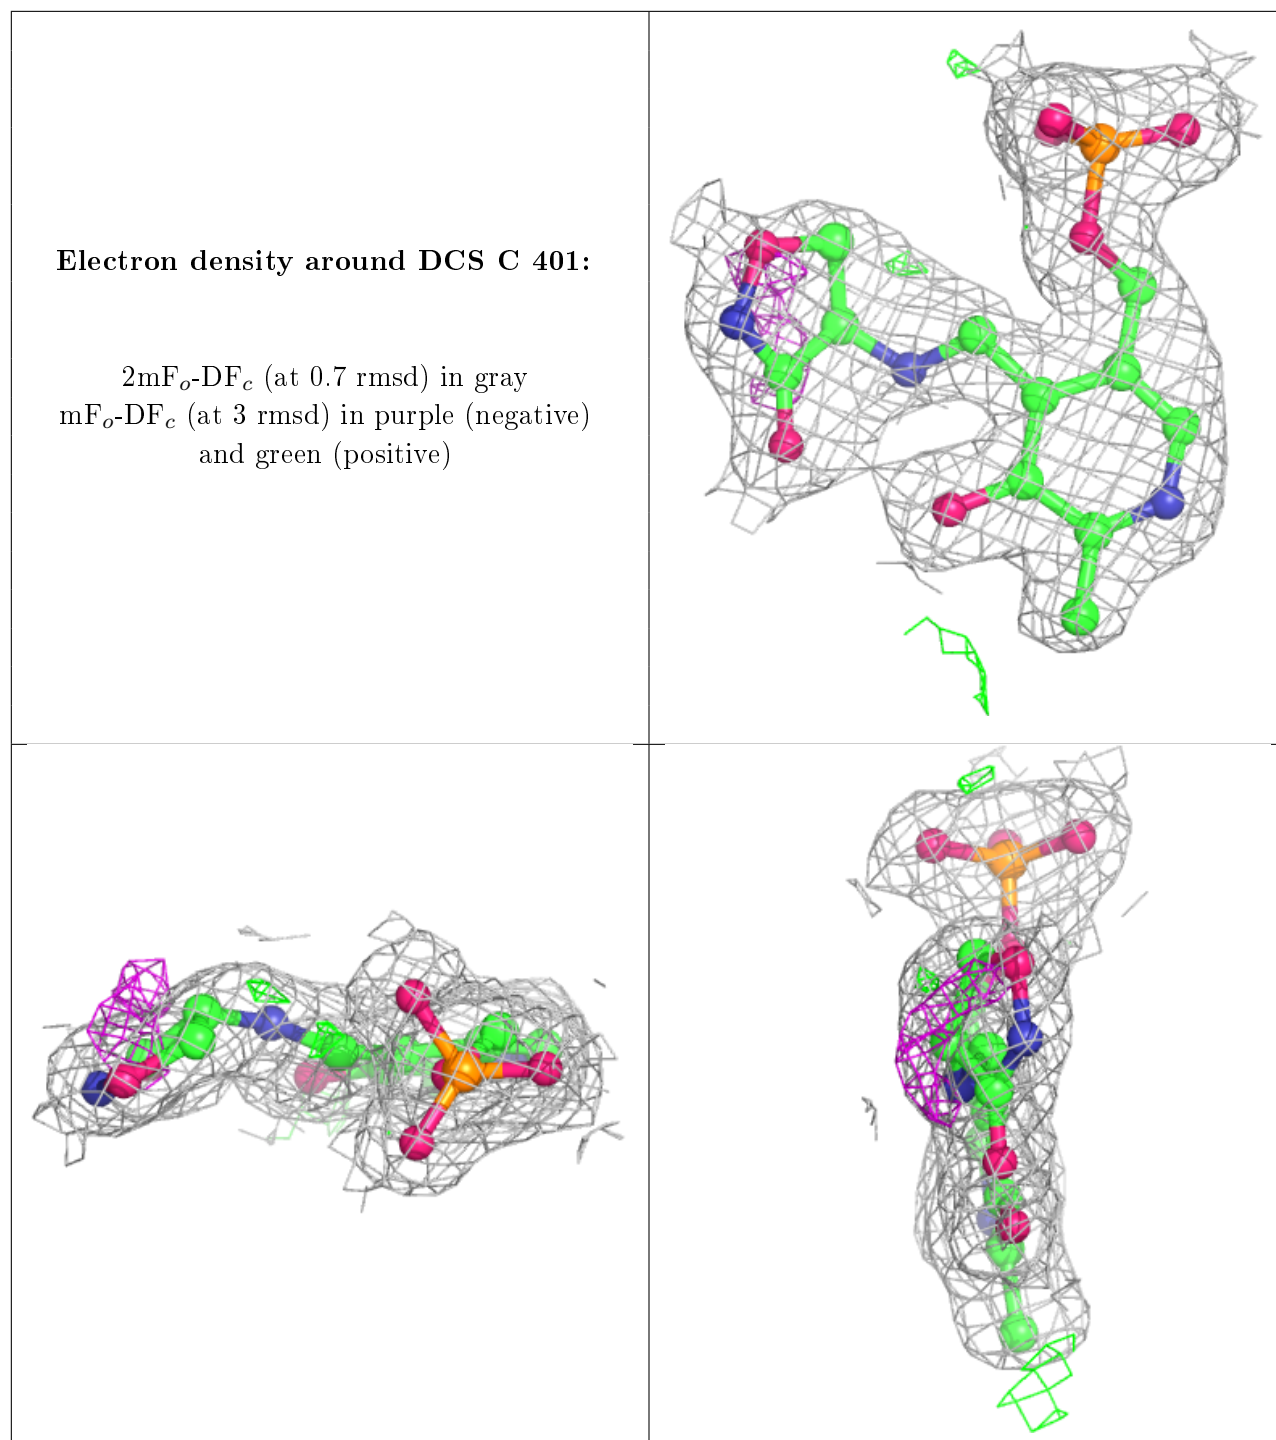 Electron density around DCS C 401:
2mFₒ-DF𝒸 (at 0.7 rmsd) in gray
mFₒ-DF𝒸 (at 3 rmsd) in purple (negative)
and green (positive)